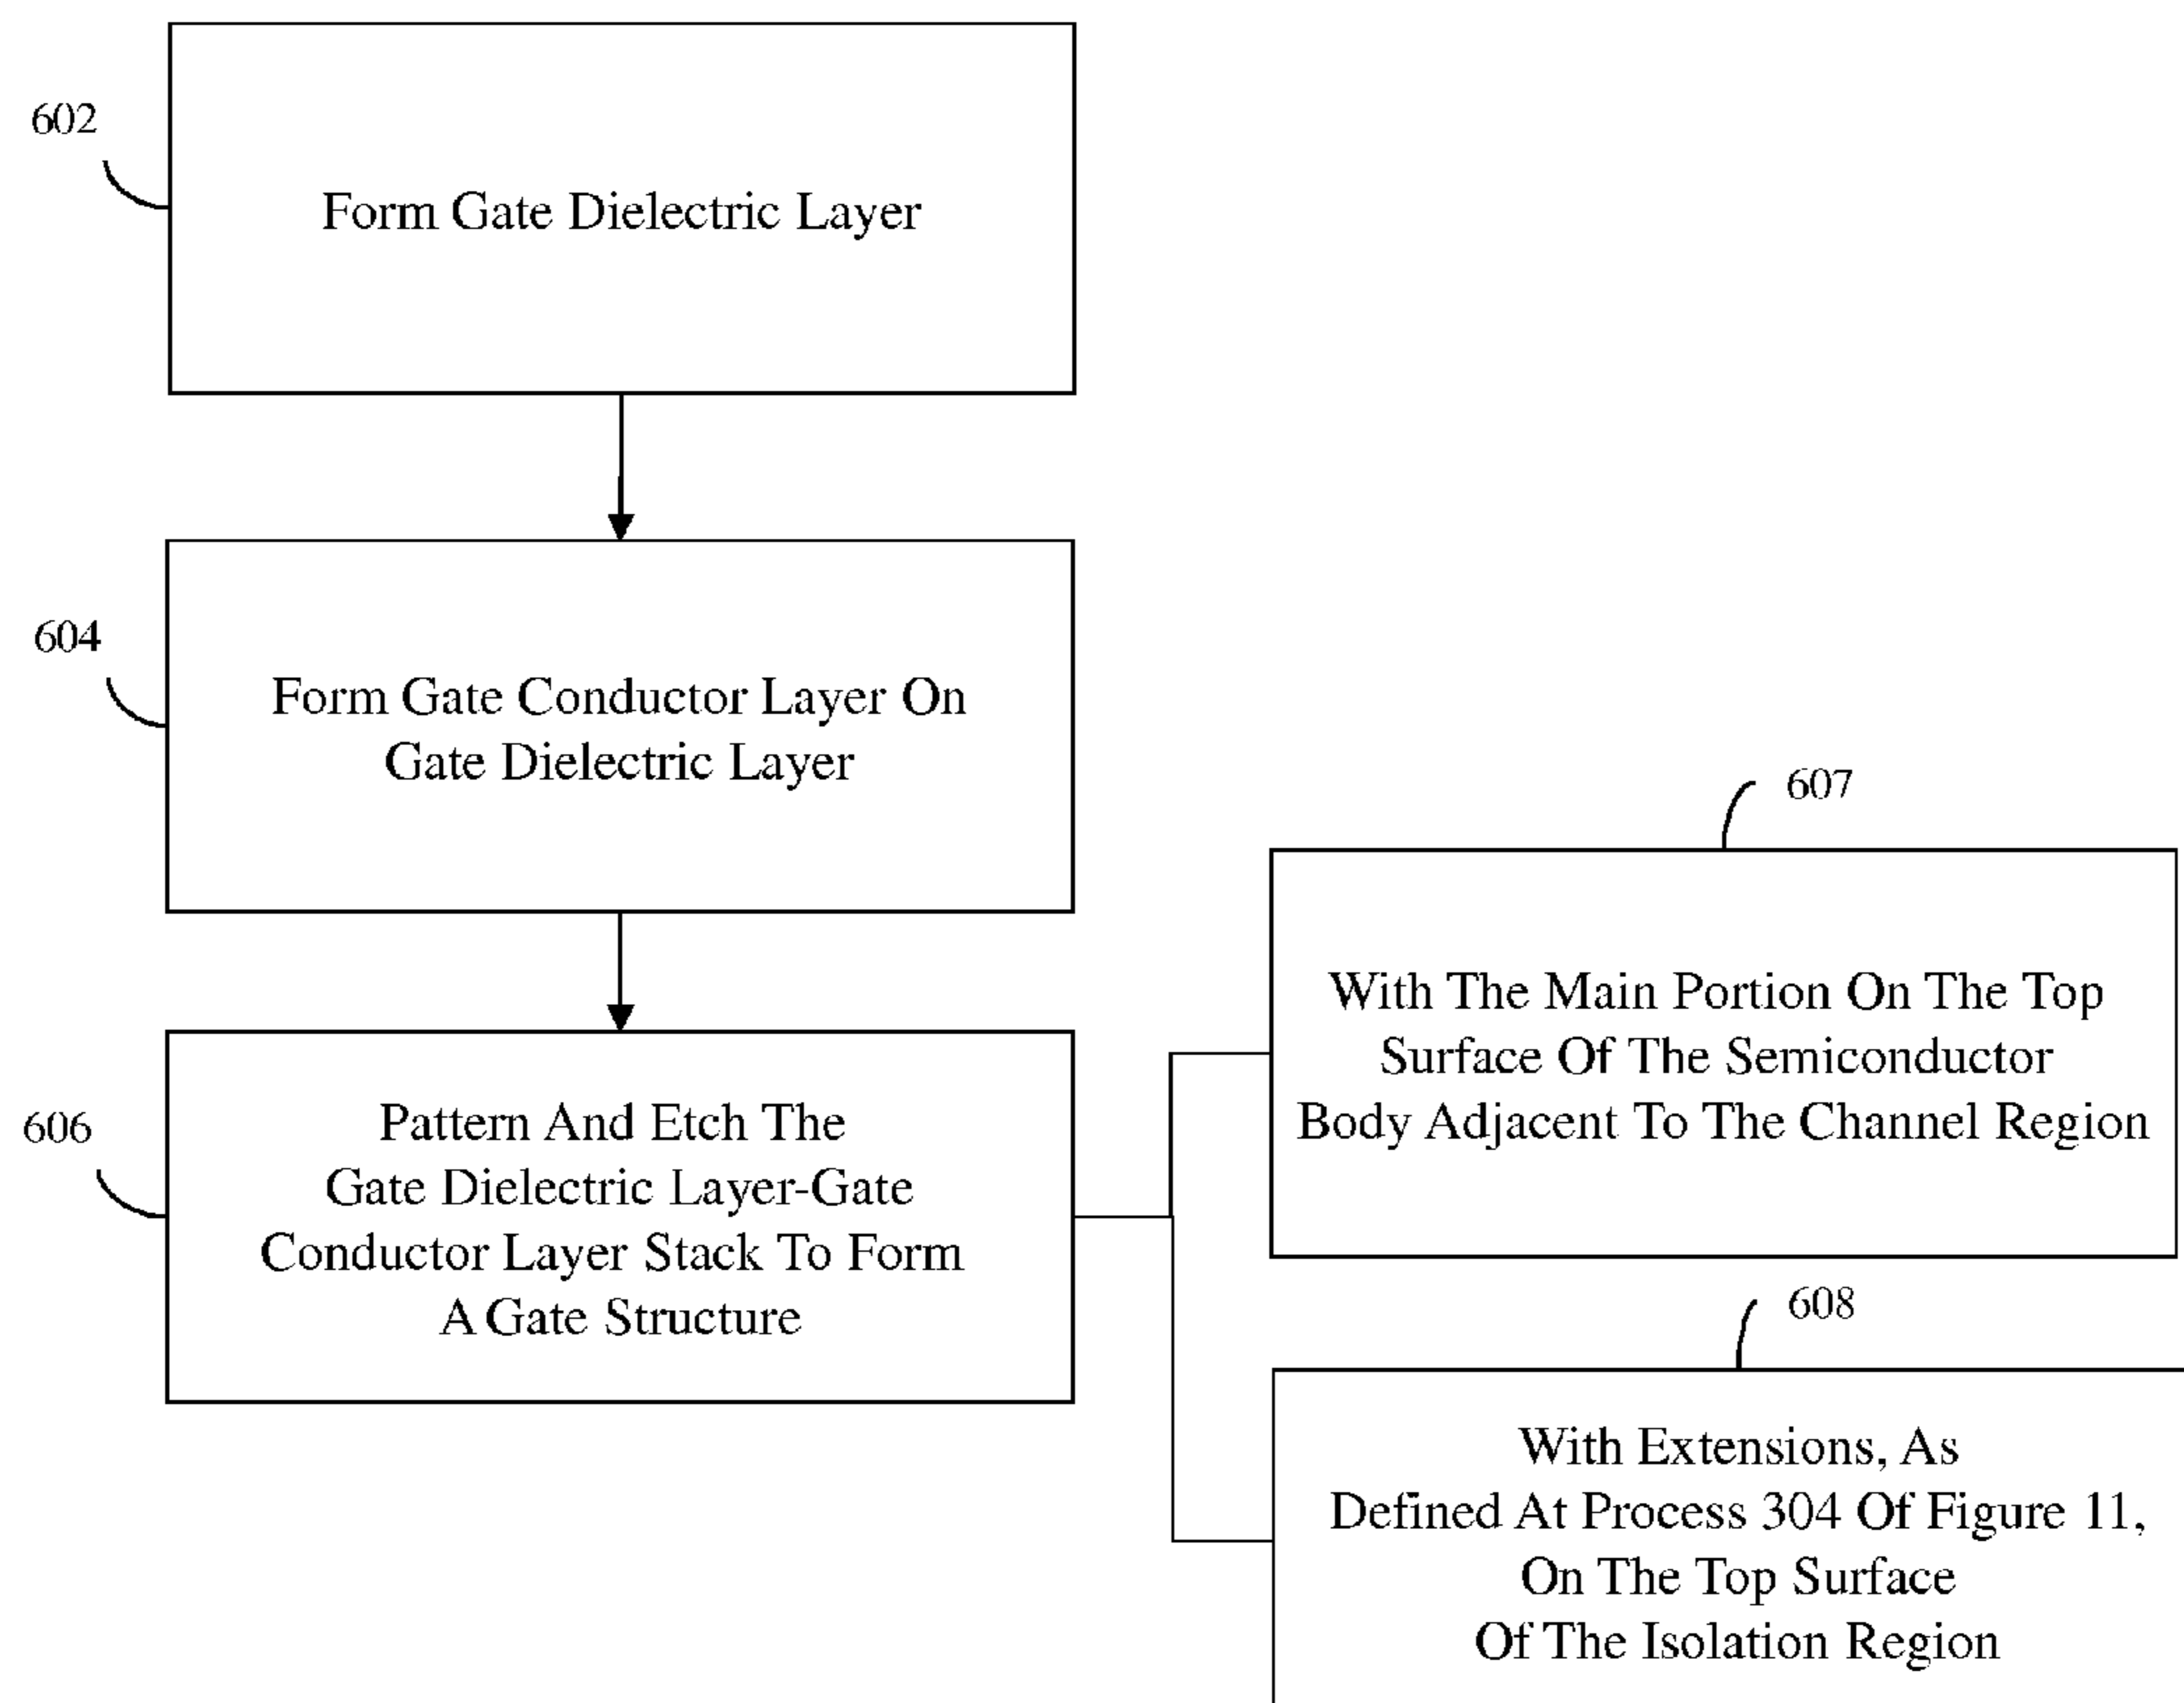 602
Form Gate Dielectric Layer
604
Form Gate Conductor Layer On
Gate Dielectric Layer
606
Pattern And Etch The
Gate Dielectric Layer-Gate
Conductor Layer Stack To Form
A Gate Structure
607
With The Main Portion On The Top
Surface Of The Semiconductor
Body Adjacent To The Channel Region
608
With Extensions, As
Defined At Process 304 Of Figure 11,
On The Top Surface
Of The Isolation Region